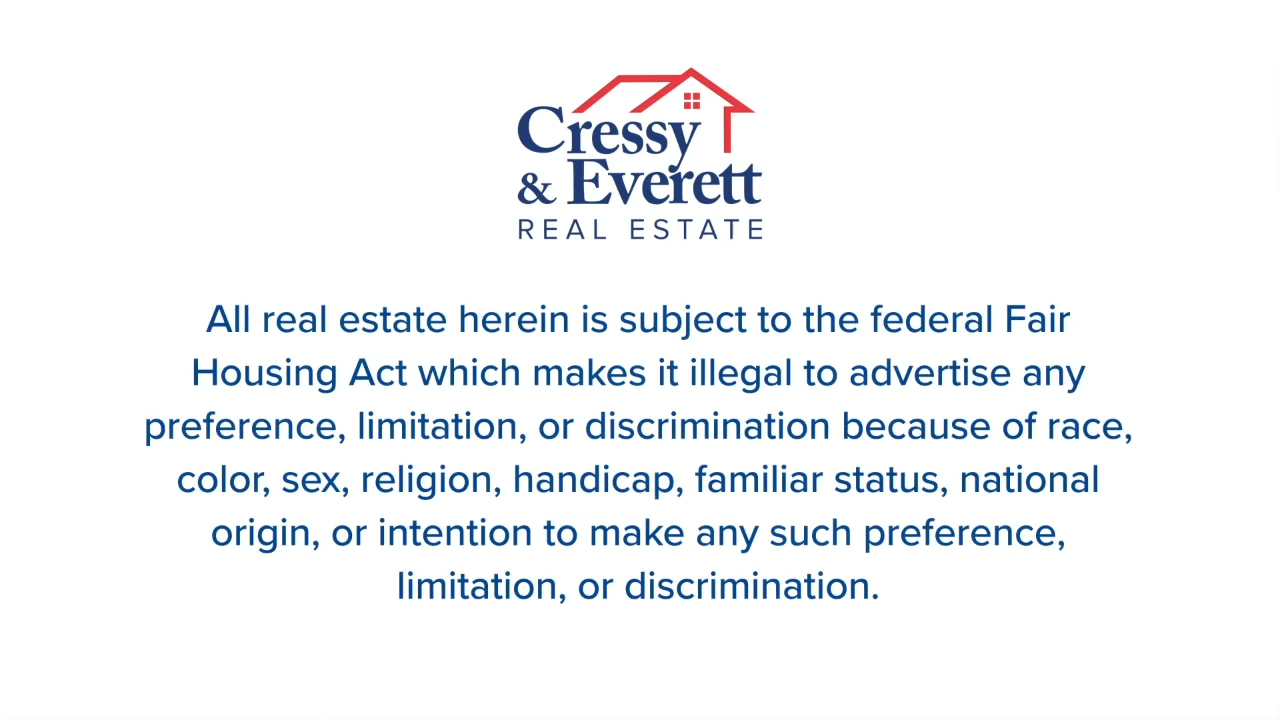 Cressy
& Everett
REAL ESTATE
All real estate herein is subject to the federal Fair
Housing Act which makes it illegal to advertise any
preference, limitation, or discrimination because of race,
color, sex, religion, handicap, familiar status, national
origin, or intention to make any such preference,
limitation, or discrimination.